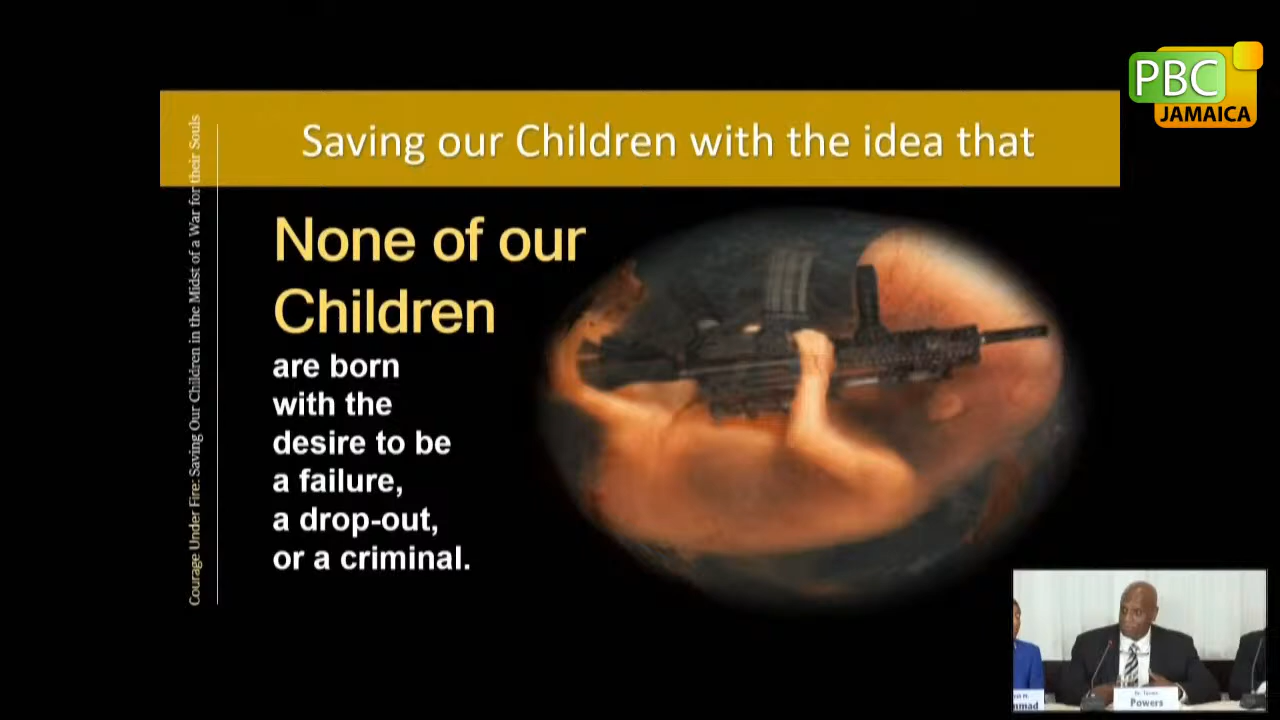 PBC
JAMAICA
Saving our Children with the idea that
Courage Under Fire: Saving Our Children in the Midst of a War for their Souls
None of our
Children
are born
with the
desire to be
a failure,
a drop-out,
or a criminal.
mmad
Powers